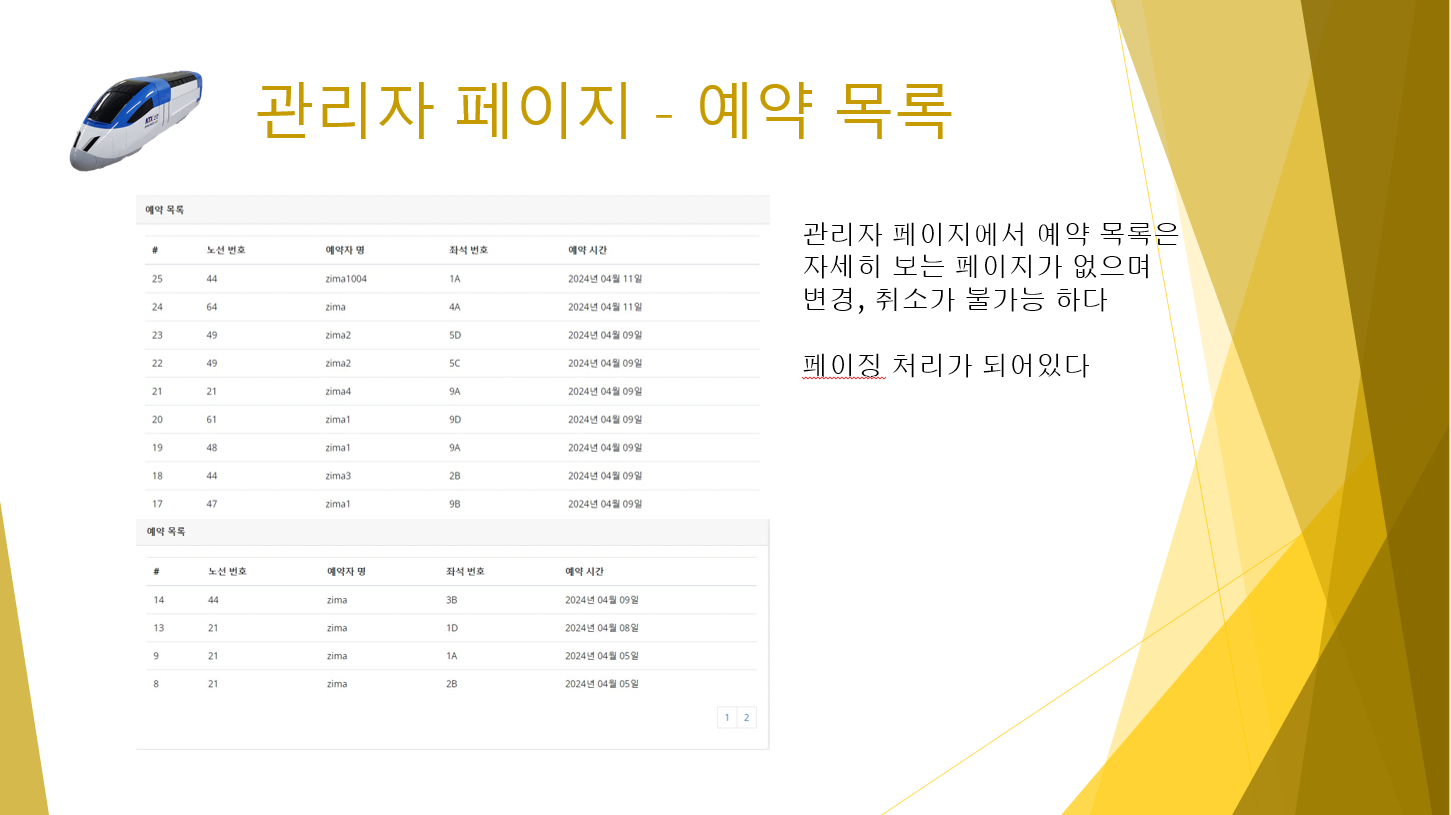 관리자 페이지 - 예약 목록
예약 목록
# 노선 번호 예약자 명 좌석 번호 예약 시간
25 44 zima1004 1A 2024년 04월 11일
24 64 zima 4A 2024년 04월 11일
23 49 zima2 5D 2024년 04월 09일
22 49 zima2 5C 2024년 04월 09일
21 21 zima4 9A 2024년 04월 09일
20 61 zima1 9D 2024년 04월 09일
19 48 zima1 9A 2024년 04월 09일
18 44 zima3 2B 2024년 04월 09일
17 47 zima1 9B 2024년 04월 09일
예약 목록
# 노선 번호 예약자 명 좌석 번호 예약 시간
14 44 zima 3B 2024년 04월 09일
13 21 zima 1D 2024년 04월 08일
9 21 zima 1A 2024년 04월 05일
8 21 zima 2B 2024년 04월 05일
1 2
관리자 페이지에서 예약 목록은
자세히 보는 페이지가 없으며
변경, 취소가 불가능 하다
페이징 처리가 되어있다